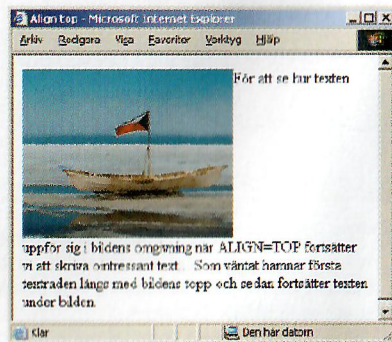 Align top - Microsoft Internet Explorer
Arkiv Redigera Visa Favoriter Verktyg Hjälp
För att se hur texten
uppför sig i bildens omgivning när ALIGN=TOP fortsätter
vi att skriva ointressant text... Som väntat hamnar första
textraden längs med bildens topp och sedan fortsätter texten
under bilden.
Klar
Den här datorn